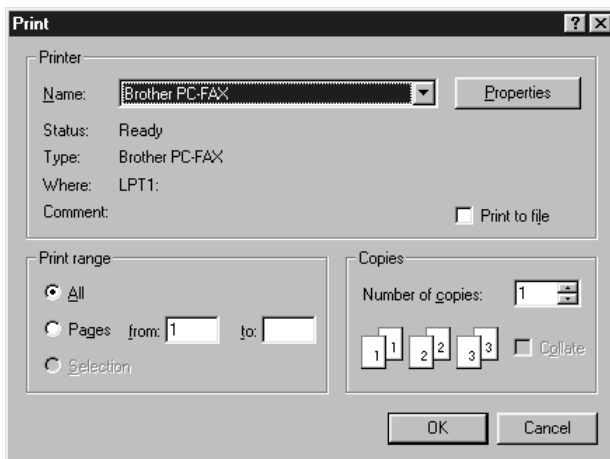 Print
Printer
Name: Brother PC-FAX Properties
Status: Ready
Type: Brother PC-FAX
Where: LPT1:
Comment: Print to file
Print range
All
Pages from: 1 to:
Selection
Copies
Number of copies: 1
1 1 2 2 3 3 Collate
OK Cancel